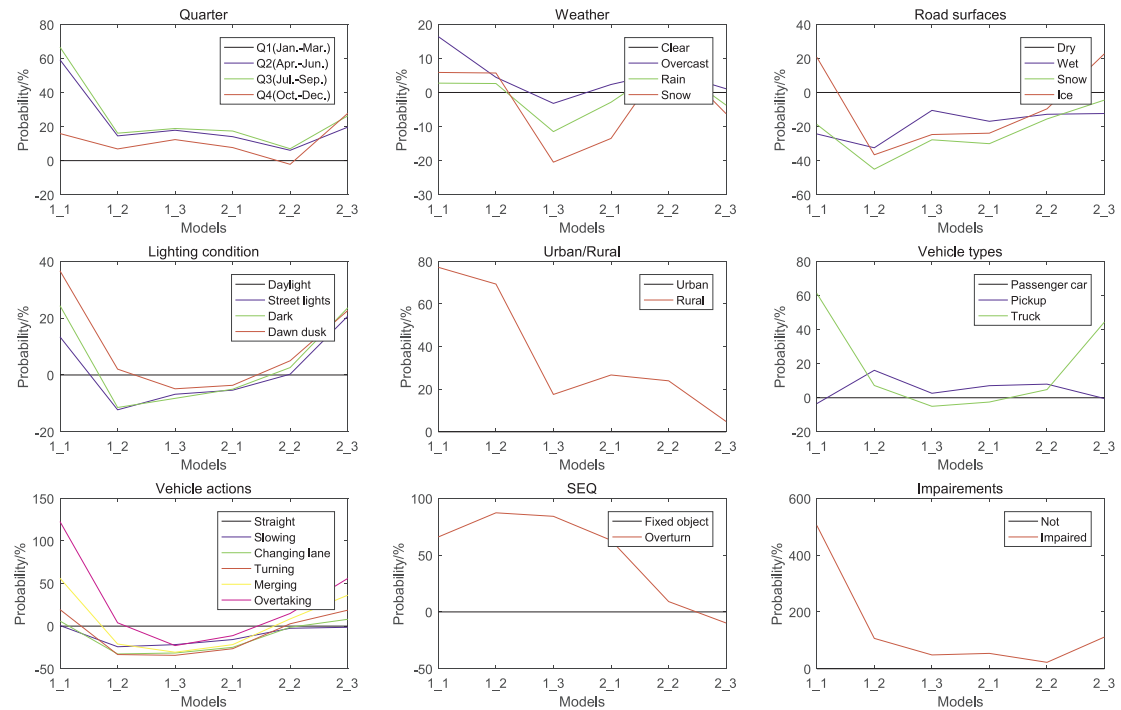 Quarter
Probability/%
80
60
40
20
0
-20
Q1(Jan.-Mar.)
Q2(Apr.-Jun.)
Q3(Jul.-Sep.)
Q4(Oct.-Dec.)
1_1 1_2 1_3 2_1 2_2 2_3
Models
Weather
Probability/%
20
10
0
-10
-20
-30
Clear
Overcast
Rain
Snow
1_1 1_2 1_3 2_1 2_2 2_3
Models
Road surfaces
Probability/%
40
20
0
-20
-40
-60
Dry
Wet
Snow
Ice
1_1 1_2 1_3 2_1 2_2 2_3
Models
Lighting condition
Probability/%
40
20
0
-20
Daylight
Street lights
Dark
Dawn dusk
1_1 1_2 1_3 2_1 2_2 2_3
Models
Urban/Rural
Probability/%
80
60
40
20
0
Urban
Rural
1_1 1_2 1_3 2_1 2_2 2_3
Models
Vehicle types
Probability/%
80
60
40
20
0
-20
Passenger car
Pickup
Truck
1_1 1_2 1_3 2_1 2_2 2_3
Models
Vehicle actions
Probability/%
150
100
50
0
-50
Straight
Slowing
Changing lane
Turning
Merging
Overtaking
1_1 1_2 1_3 2_1 2_2 2_3
Models
SEQ
Probability/%
100
50
0
-50
Fixed object
Overturn
1_1 1_2 1_3 2_1 2_2 2_3
Models
Impairements
Probability/%
600
400
200
0
Not
Impaired
1_1 1_2 1_3 2_1 2_2 2_3
Models